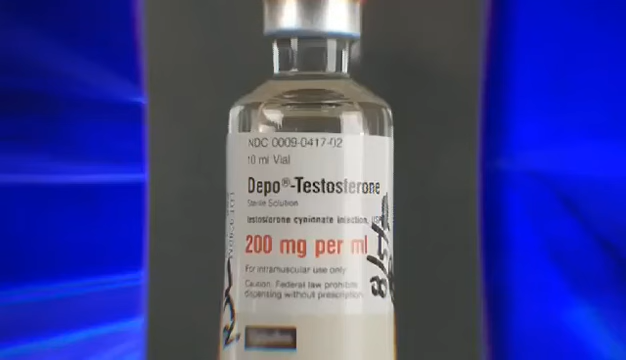 NDC 0009-0417-02
10 ml Vial
Depo®-Testosterone
Sterile Solution
testosterone cypionate injection, USP
200 mg per ml
For intramuscular use only
Caution: Federal law prohibits
dispensing without prescription